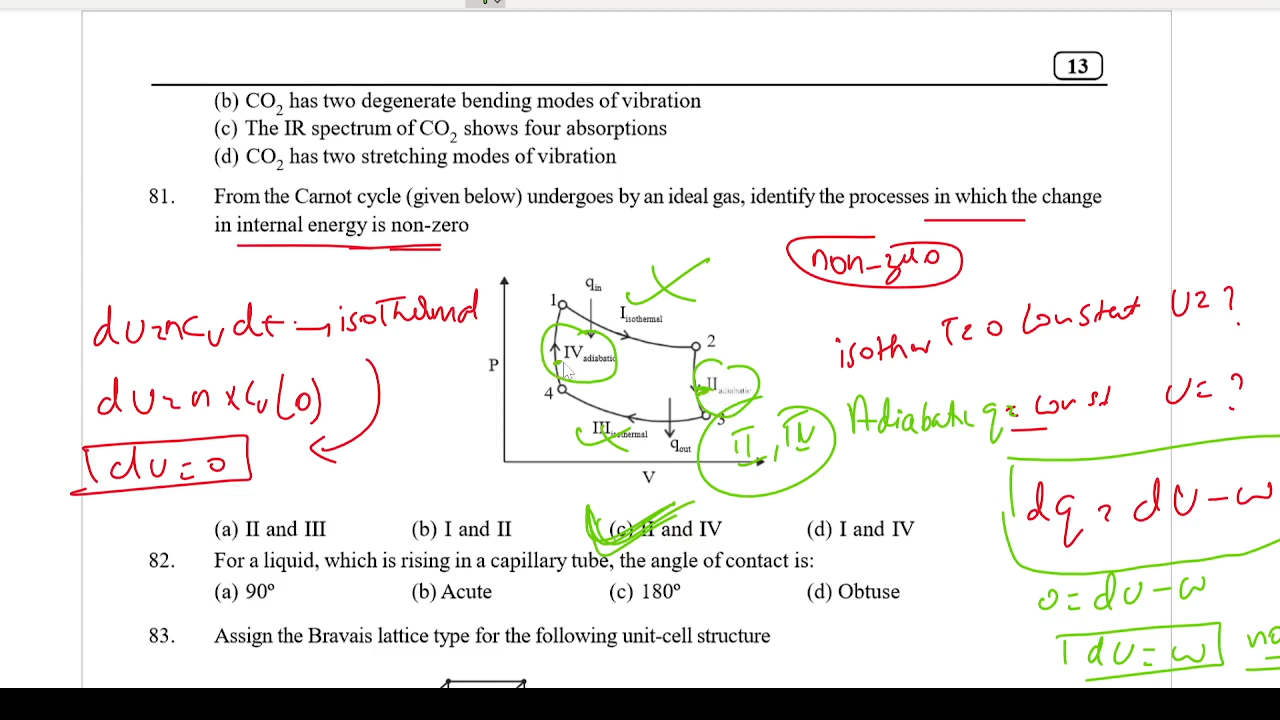 13
(b) CO2 has two degenerate bending modes of vibration
(c) The IR spectrum of CO2 shows four absorptions
(d) CO2 has two stretching modes of vibration
81. From the Carnot cycle (given below) undergoes by an ideal gas, identify the processes in which the change
in internal energy is non-zero
non-zero
dU=nCv dt → isothermal
dU=n x Cv (0)
dU=0
qin
1
I isothermal
2
P
IV adiabatic
II adiabatic
4
3
III isothermal
qout
V
II, IV
T=0 constant U=?
Adiabatic q= const U=?
dq = dU-w
0=dU-w
dU=w
(a) II and III (b) I and II (c) II and IV (d) I and IV
82. For a liquid, which is rising in a capillary tube, the angle of contact is:
(a) 90º (b) Acute (c) 180º (d) Obtuse
83. Assign the Bravais lattice type for the following unit-cell structure